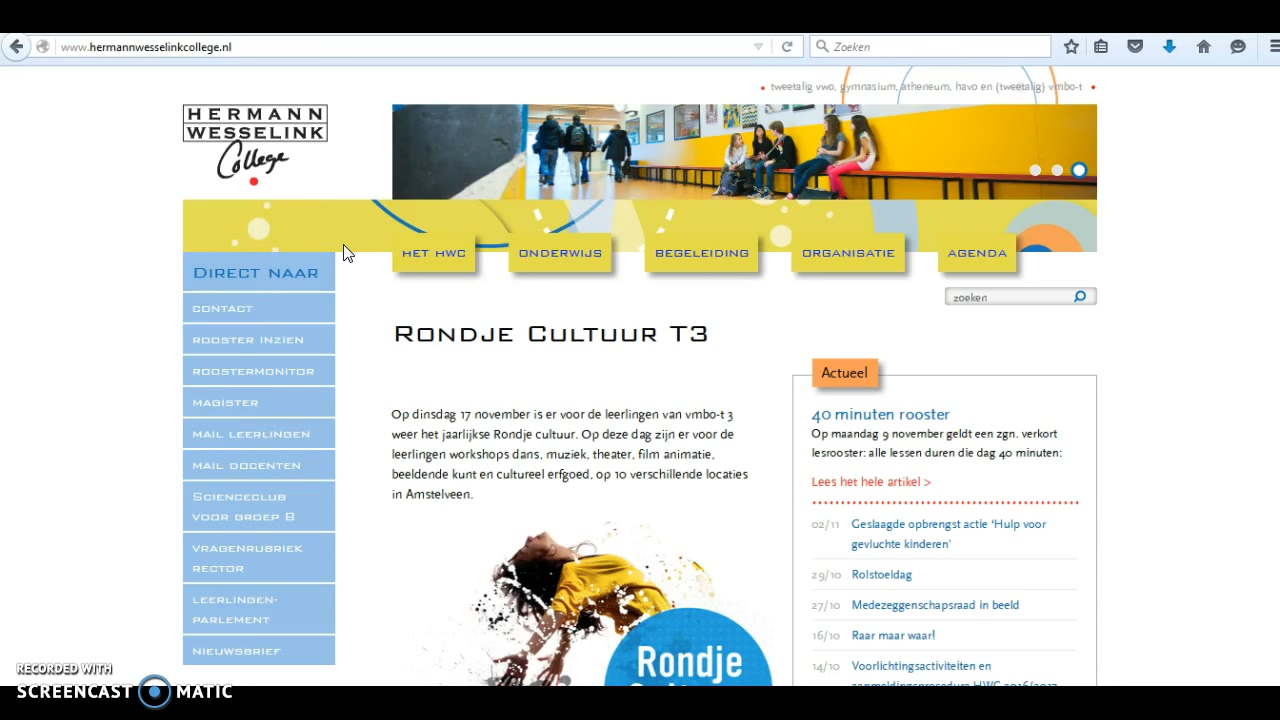 www.hermannwesselinkcollege.nl
Zoeken
• tweetalig vwo, gymnasium, atheneum, havo en (tweetalig) vmbo-t •
HERMANN
WESSELINK
College
HET HWC
ONDERWIJS
BEGELEIDING
ORGANISATIE
AGENDA
zoeken
Direct naar
contact
rooster inzien
roostermonitor
magister
mail leerlingen
mail docenten
Scienceclub
voor groep 8
vragenrubriek
rector
leerlingen-
parlement
nieuwsbrief
Rondje Cultuur T3
Op dinsdag 17 november is er voor de leerlingen van vmbo-t 3
weer het jaarlijkse Rondje cultuur. Op deze dag zijn er voor de
leerlingen workshops dans, muziek, theater, film animatie,
beeldende kunt en cultureel erfgoed, op 10 verschillende locaties
in Amstelveen.
Rondje
Actueel
40 minuten rooster
Op maandag 9 november geldt een zgn. verkort
lesrooster: alle lessen duren die dag 40 minuten:
Lees het hele artikel >
02/11 Geslaagde opbrengst actie 'Hulp voor
gevluchte kinderen'
29/10 Rolstoeldag
27/10 Medezeggenschapsraad in beeld
16/10 Raar maar waar!
14/10 Voorlichtingsactiviteiten en
aanmeldingsprocedure HWC 2016/2017
RECORDED WITH
SCREENCAST MATIC